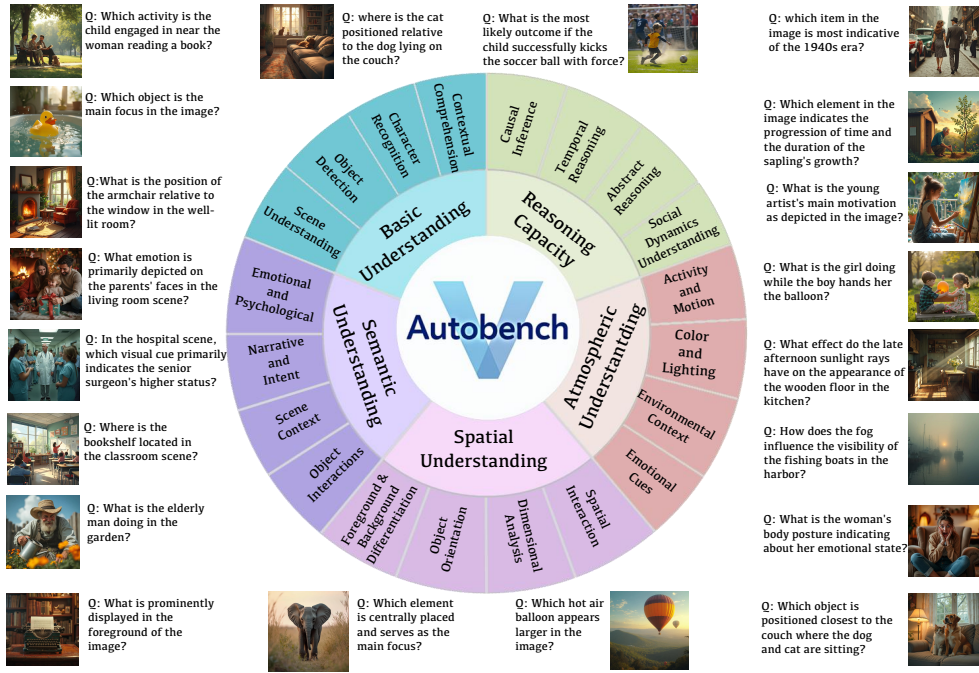 Q: Which activity is the
child engaged in near the
woman reading a book?
Q: where is the cat
positioned relative
to the dog lying on
the couch?
Q: What is the most
likely outcome if the
child successfully kicks
the soccer ball with force?
Q: which item in the
image is most indicative
of the 1940s era?
Q: Which object is the
main focus in the image?
Q:What is the position of
the armchair relative to
the window in the well-
lit room?
Q: What emotion is
primarily depicted on
the parents' faces in the
living room scene?
Q: In the hospital scene,
which visual cue primarily
indicates the senior
surgeon's higher status?
Q: Where is the
bookshelf located in
the classroom scene?
Q: What is the elderly
man doing in the
garden?
Q: What is prominently
displayed in the
foreground of the
image?
Scene
Understanding
Object
Detection
Character
Recognition
Contextual
Comprehension
Causal
Inference
Temporal
Reasoning
Abstract
Reasoning
Social
Dynamics
Understanding
Basic
Understanding
Reasoning
Capacity
Emotional
and
Psychological
Narrative
and
Intent
Scene
Context
Object
Interactions
Semantic
Understanding
Autobench
Atmospheric
Understantding
Activity
and
Motion
Color
and
Lighting
Environmental
Context
Emotional
Cues
Spatial
Understanding
Foreground &
Background
Differentiation
Object
Orientation
Dimensional
Analysis
Spatial
Interaction
Q: Which element in the
image indicates the
progression of time and
the duration of the
sapling's growth?
Q: What is the young
artist's main motivation
as depicted in the image?
Q: What is the girl doing
while the boy hands her
the balloon?
Q: What effect do the late
afternoon sunlight rays
have on the appearance of
the wooden floor in the
kitchen?
Q: How does the fog
influence the visibility of
the fishing boats in the
harbor?
Q: What is the woman's
body posture indicating
about her emotional state?
Q: Which element
is centrally placed
and serves as the
main focus?
Q: Which hot air
balloon appears
larger in the
image?
Q: Which object is
positioned closest to the
couch where the dog
and cat are sitting?